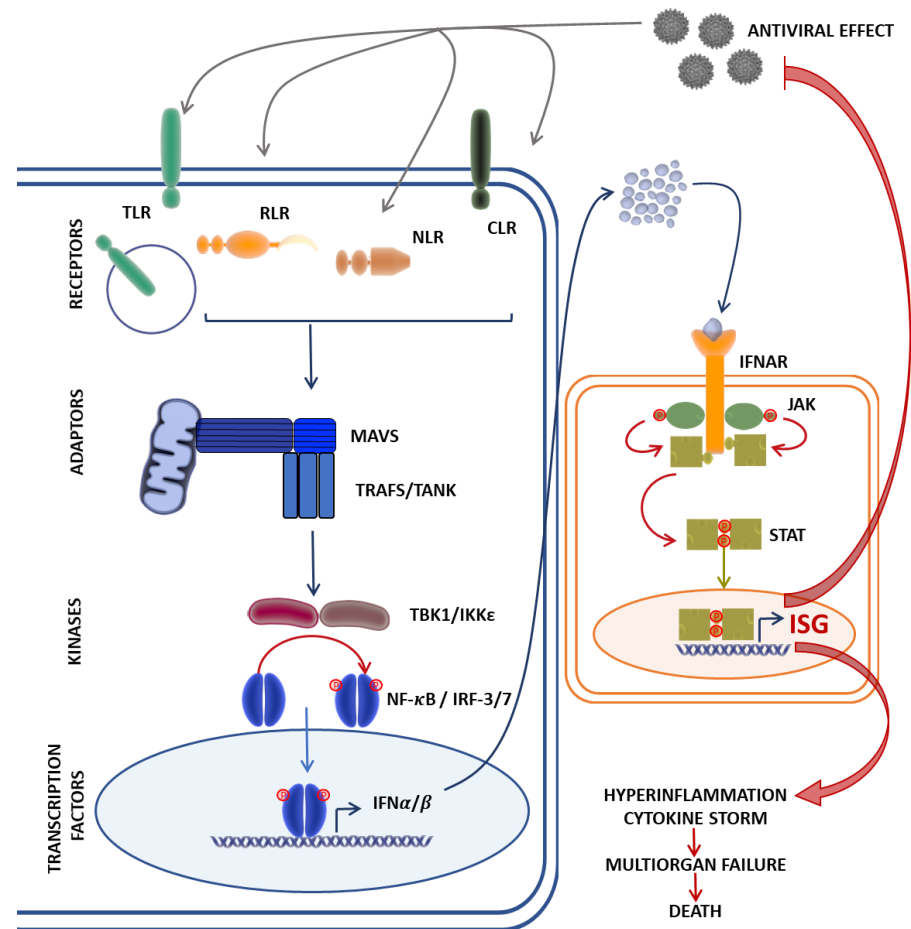 ANTIVIRAL EFFECT
TLR
RLR
NLR
CLR
RECEPTORS
IFNAR
JAK
P
P
ADAPTORS
MAVS
TRAFS/TANK
STAT
P
P
KINASES
TBK1/IKKε
P
P
ISG
NF-κB / IRF-3/7
P
P
TRANSCRIPTION
FACTORS
P
P
IFNα/β
HYPERINFLAMMATION
CYTOKINE STORM
MULTIORGAN FAILURE
DEATH